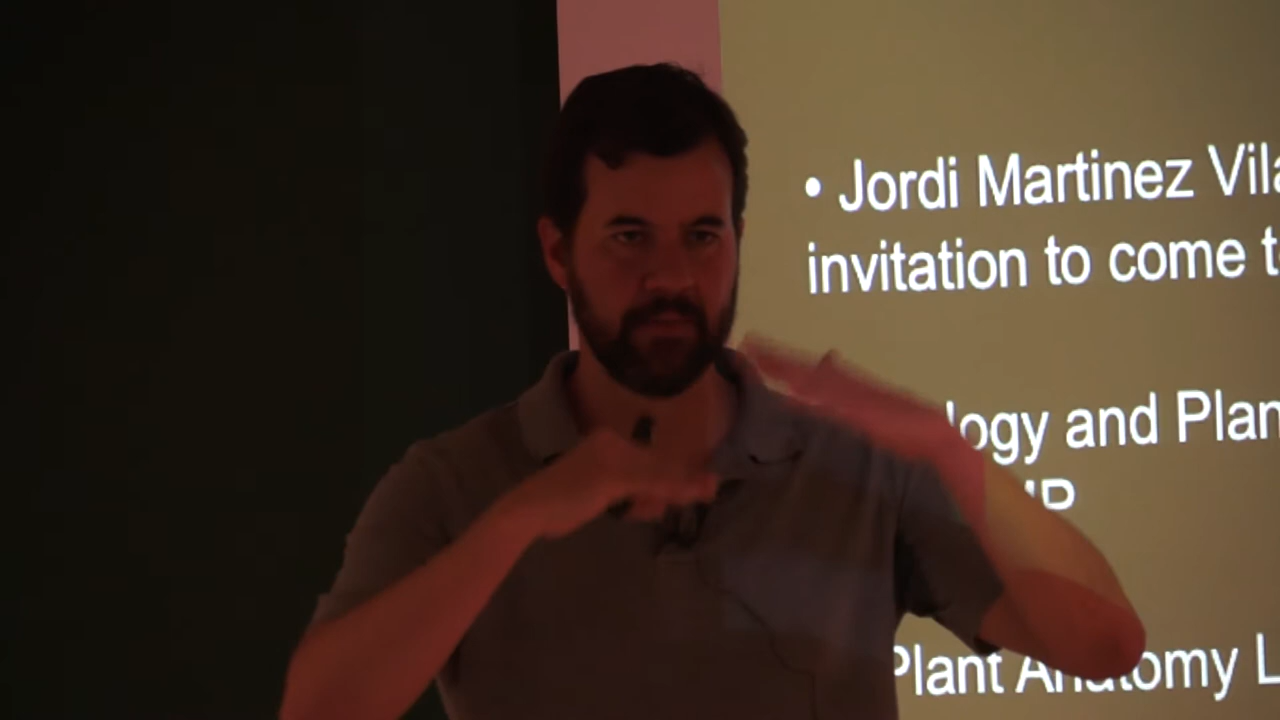 • Jordi Martinez Vila
invitation to come t
logy and Plan
Plant Anatomy L